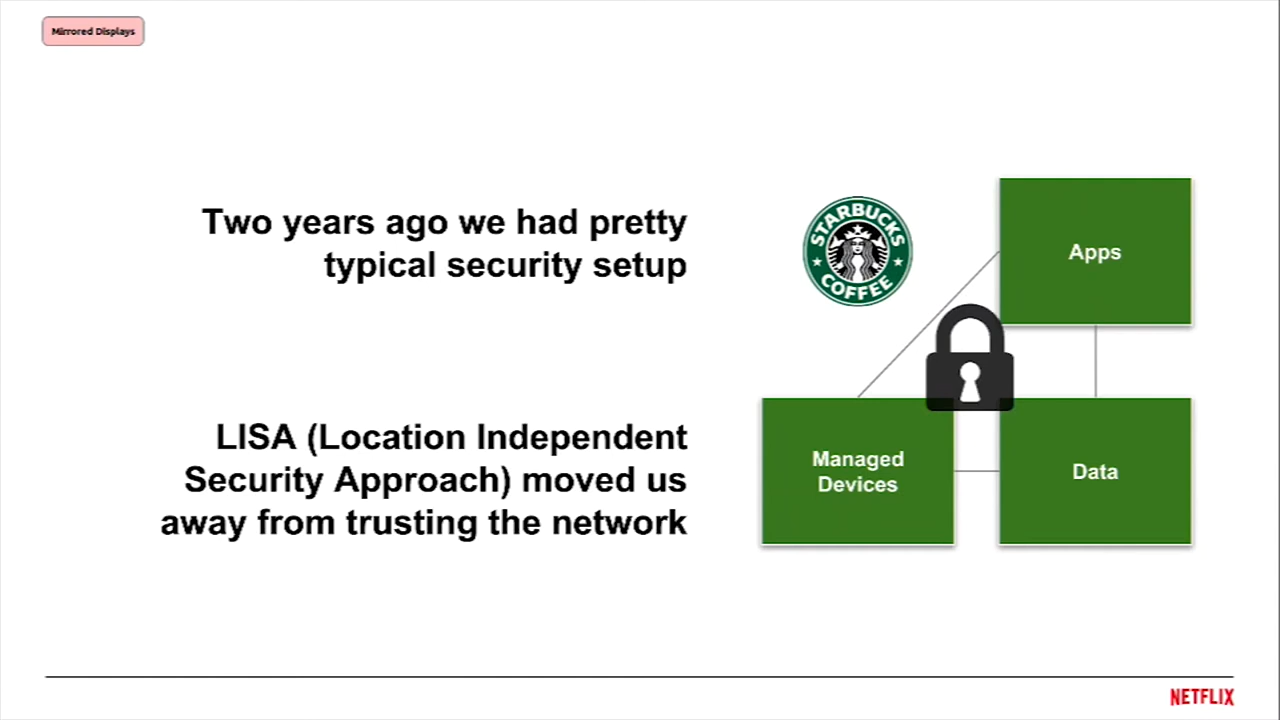 Mirrored Displays
Two years ago we had pretty
typical security setup
STARBUCKS
COFFEE
Apps
LISA (Location Independent
Security Approach) moved us
away from trusting the network
Managed
Devices
Data
NETFLIX